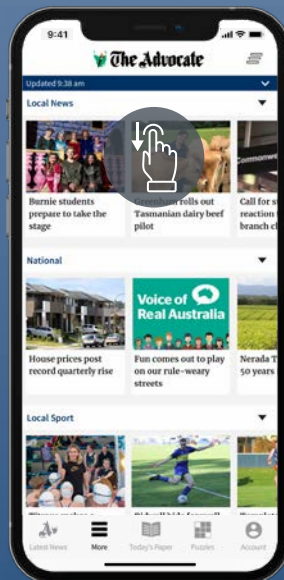 9:41
The Advocate
Updated 9:38 am
Local News
Burnie students
prepare to take the
stage
Greenham rolls out
Tasmanian dairy beef
pilot
Call for
reaction
branch
Commonwe
National
House prices post
record quarterly rise
Voice of
Real Australia
Fun comes out to play
on our rule-weary
streets
Nerada T
50 years
Local Sport
Latest News
More
Today's Paper
Puzzles
Account